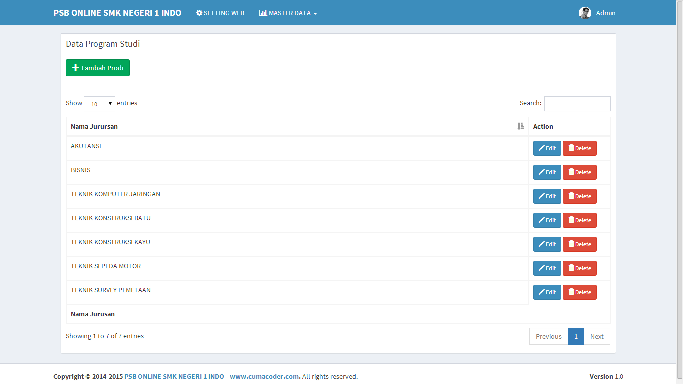 PSB ONLINE SMK NEGERI 1 INDO SETTING WEB MASTER DATA Admin
Data Program Studi
Tambah Prodi
Show 10 entries Search:
Nama Jurursan Action
AKUTANSI Edit Delete
BISNIS Edit Delete
TEKNIK KOMPUTER JARINGAN Edit Delete
TEKNIK KONSTRUKSI BATU Edit Delete
TEKNIK KONSTRUKSI KAYU Edit Delete
TEKNIK SEPEDA MOTOR Edit Delete
TEKNIK SURVEY PEMETAAN Edit Delete
Nama Jurusan
Showing 1 to 7 of 7 entries Previous 1 Next
Copyright © 2014-2015 PSB ONLINE SMK NEGERI 1 INDO - www.cumacoder.com. All rights reserved. Version 1.0